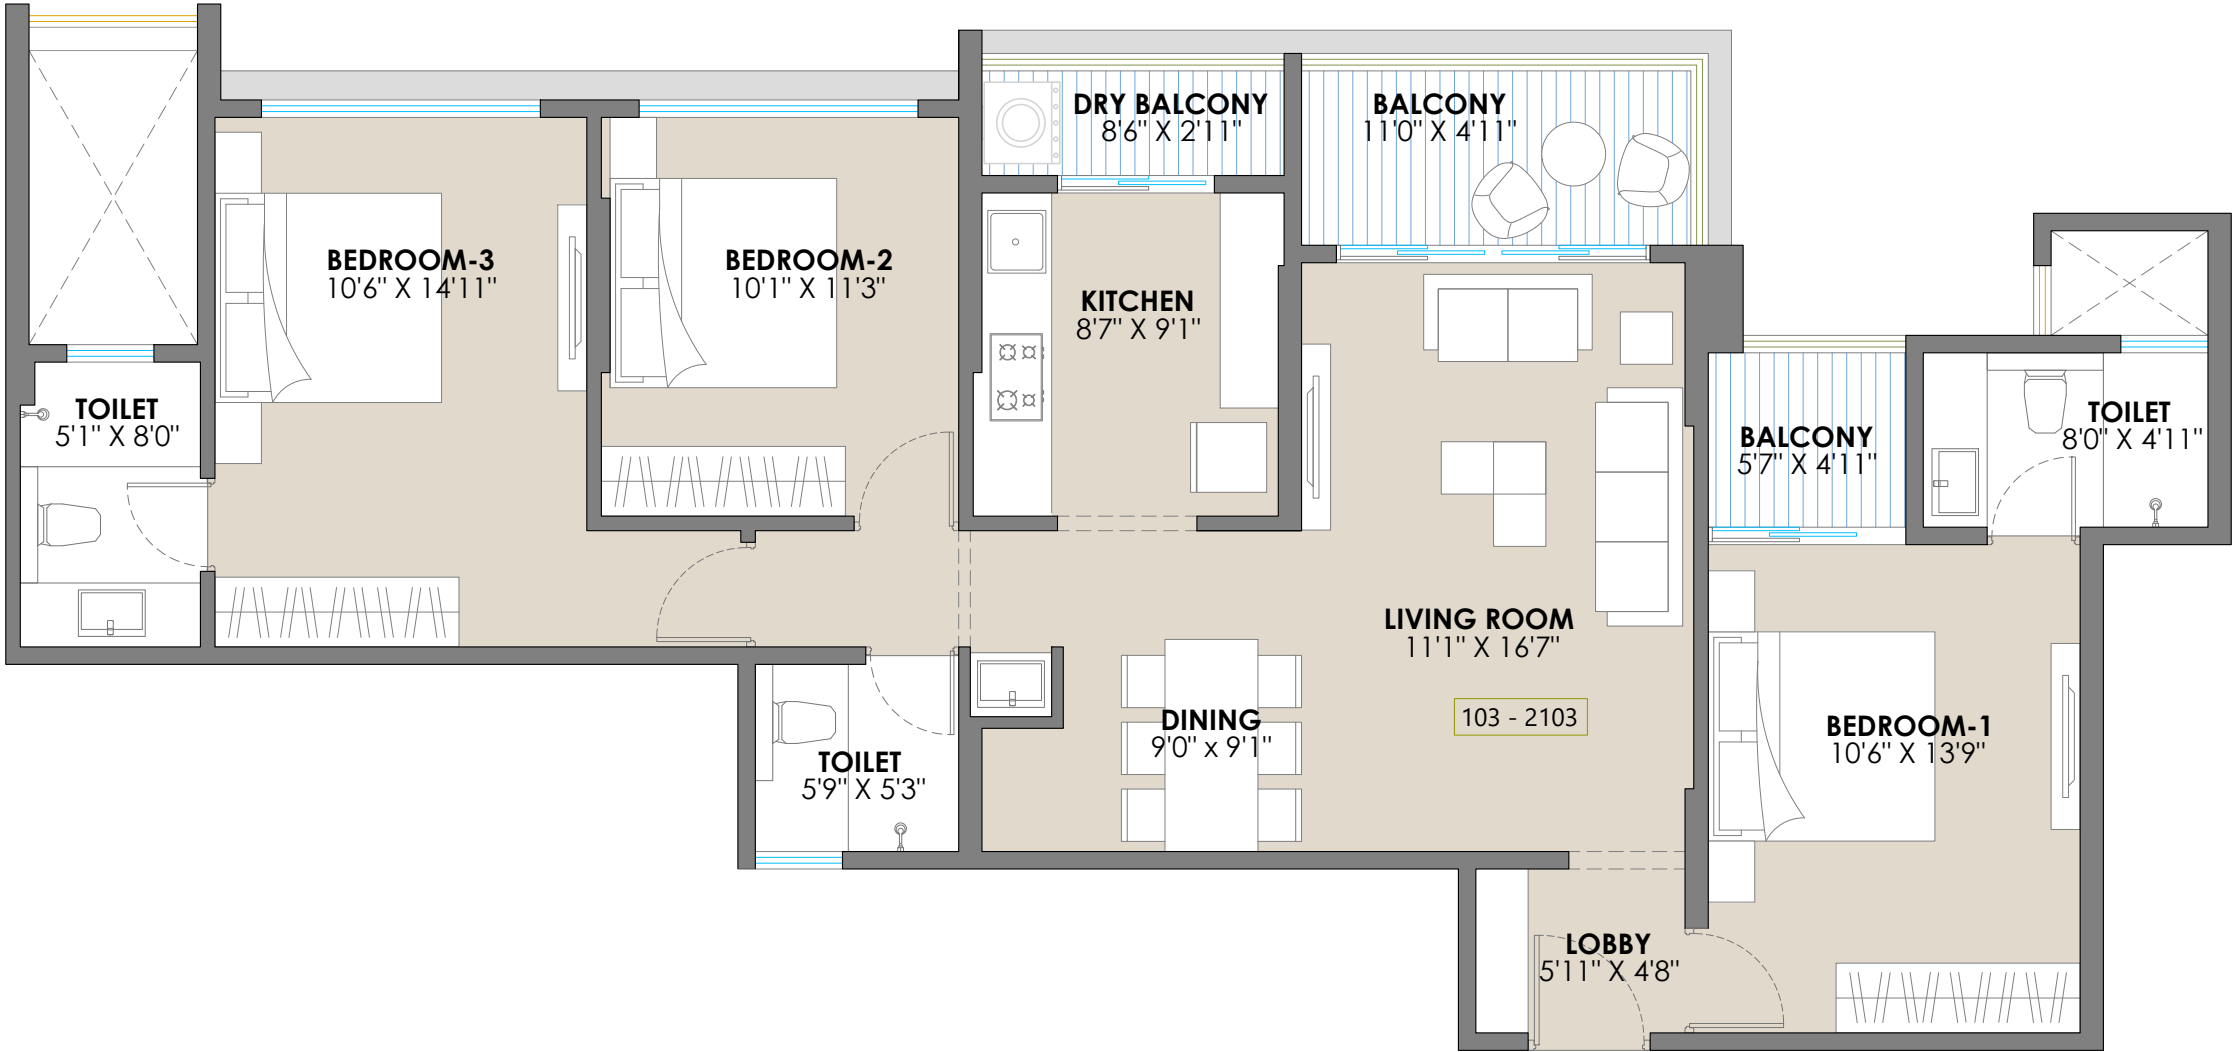 DRY BALCONY
8'6" X 2'11"
BALCONY
11'0" X 4'11"
BEDROOM-3
10'6" X 14'11"
BEDROOM-2
10'1" X 11'3"
KITCHEN
8'7" X 9'1"
TOILET
5'1" X 8'0"
BALCONY
5'7" X 4'11"
TOILET
8'0" X 4'11"
LIVING ROOM
11'1" X 16'7"
103 - 2103
DINING
9'0" x 9'1"
BEDROOM-1
10'6" X 13'9"
TOILET
5'9" X 5'3"
LOBBY
5'11" X 4'8"